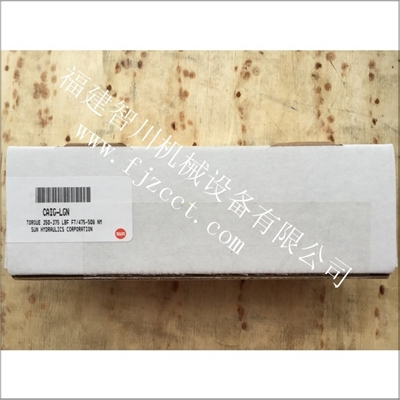 CAIG-LGN
TORQUE 350-375 LBF FT/475-508 NM
SUN HYDRAULICS CORPORATION
sun
福建智川机械设备有限公司
www.fjzcct.com